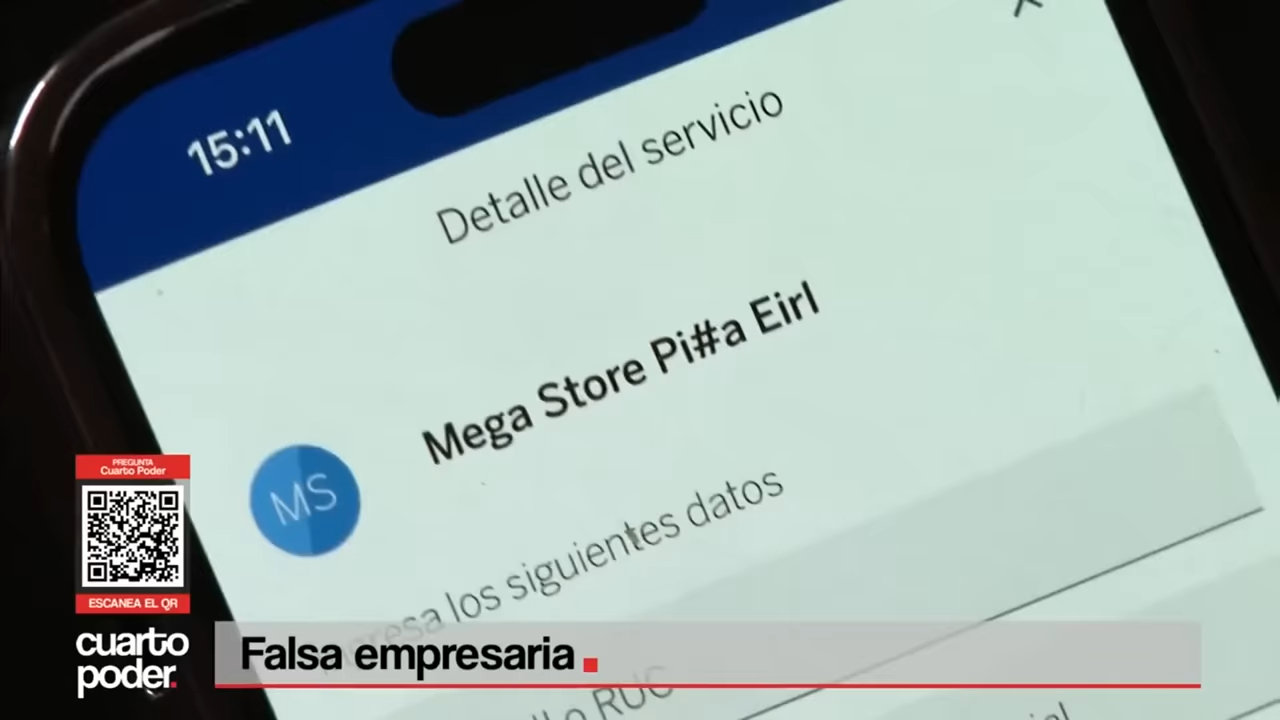 15:11
Detalle del servicio
Mega Store Pi#a Eirl
MS
los siguientes datos
RUC
PREGUNTA
Cuarto Poder
ESCANEA EL QR
cuarto
poder.
Falsa empresaria